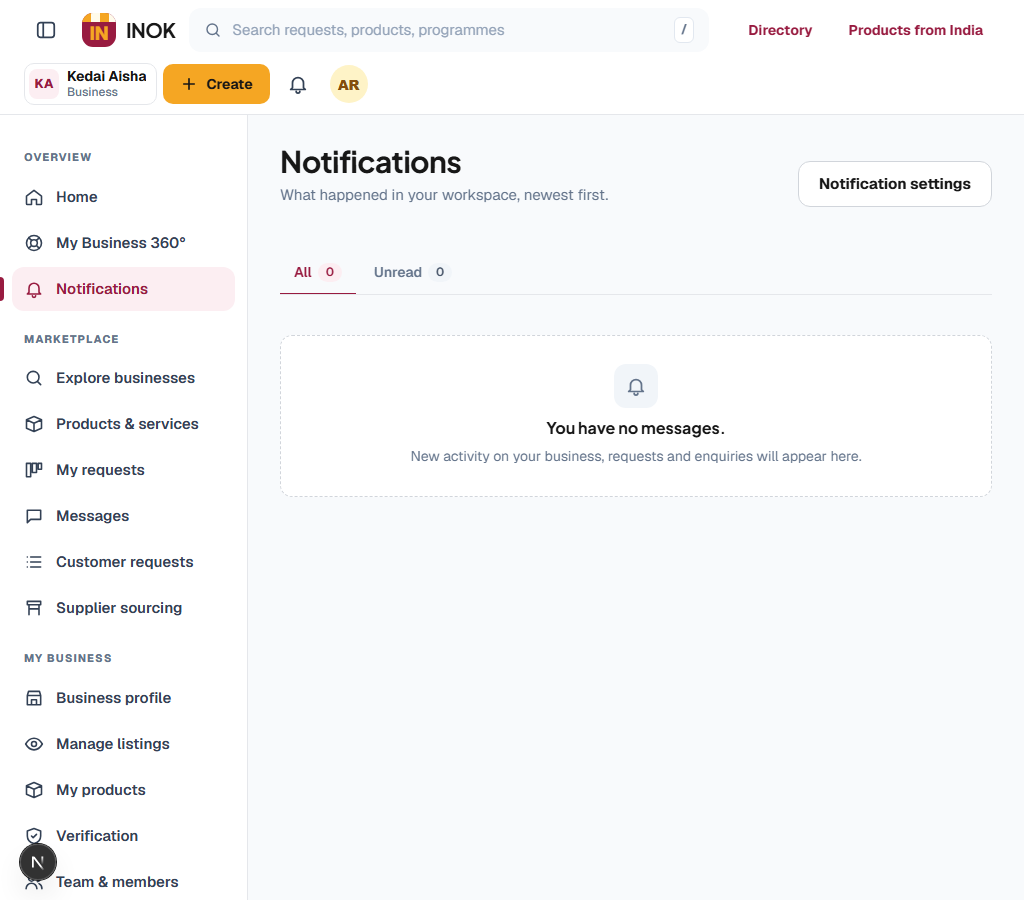 IN INOK
Search requests, products, programmes /
Directory
Products from India
KA Kedai Aisha
Business
+ Create
AR
OVERVIEW
Home
My Business 360°
Notifications
MARKETPLACE
Explore businesses
Products & services
My requests
Messages
Customer requests
Supplier sourcing
MY BUSINESS
Business profile
Manage listings
My products
Verification
N
Team & members
Notifications
What happened in your workspace, newest first.
Notification settings
All 0
Unread 0
You have no messages.
New activity on your business, requests and enquiries will appear here.